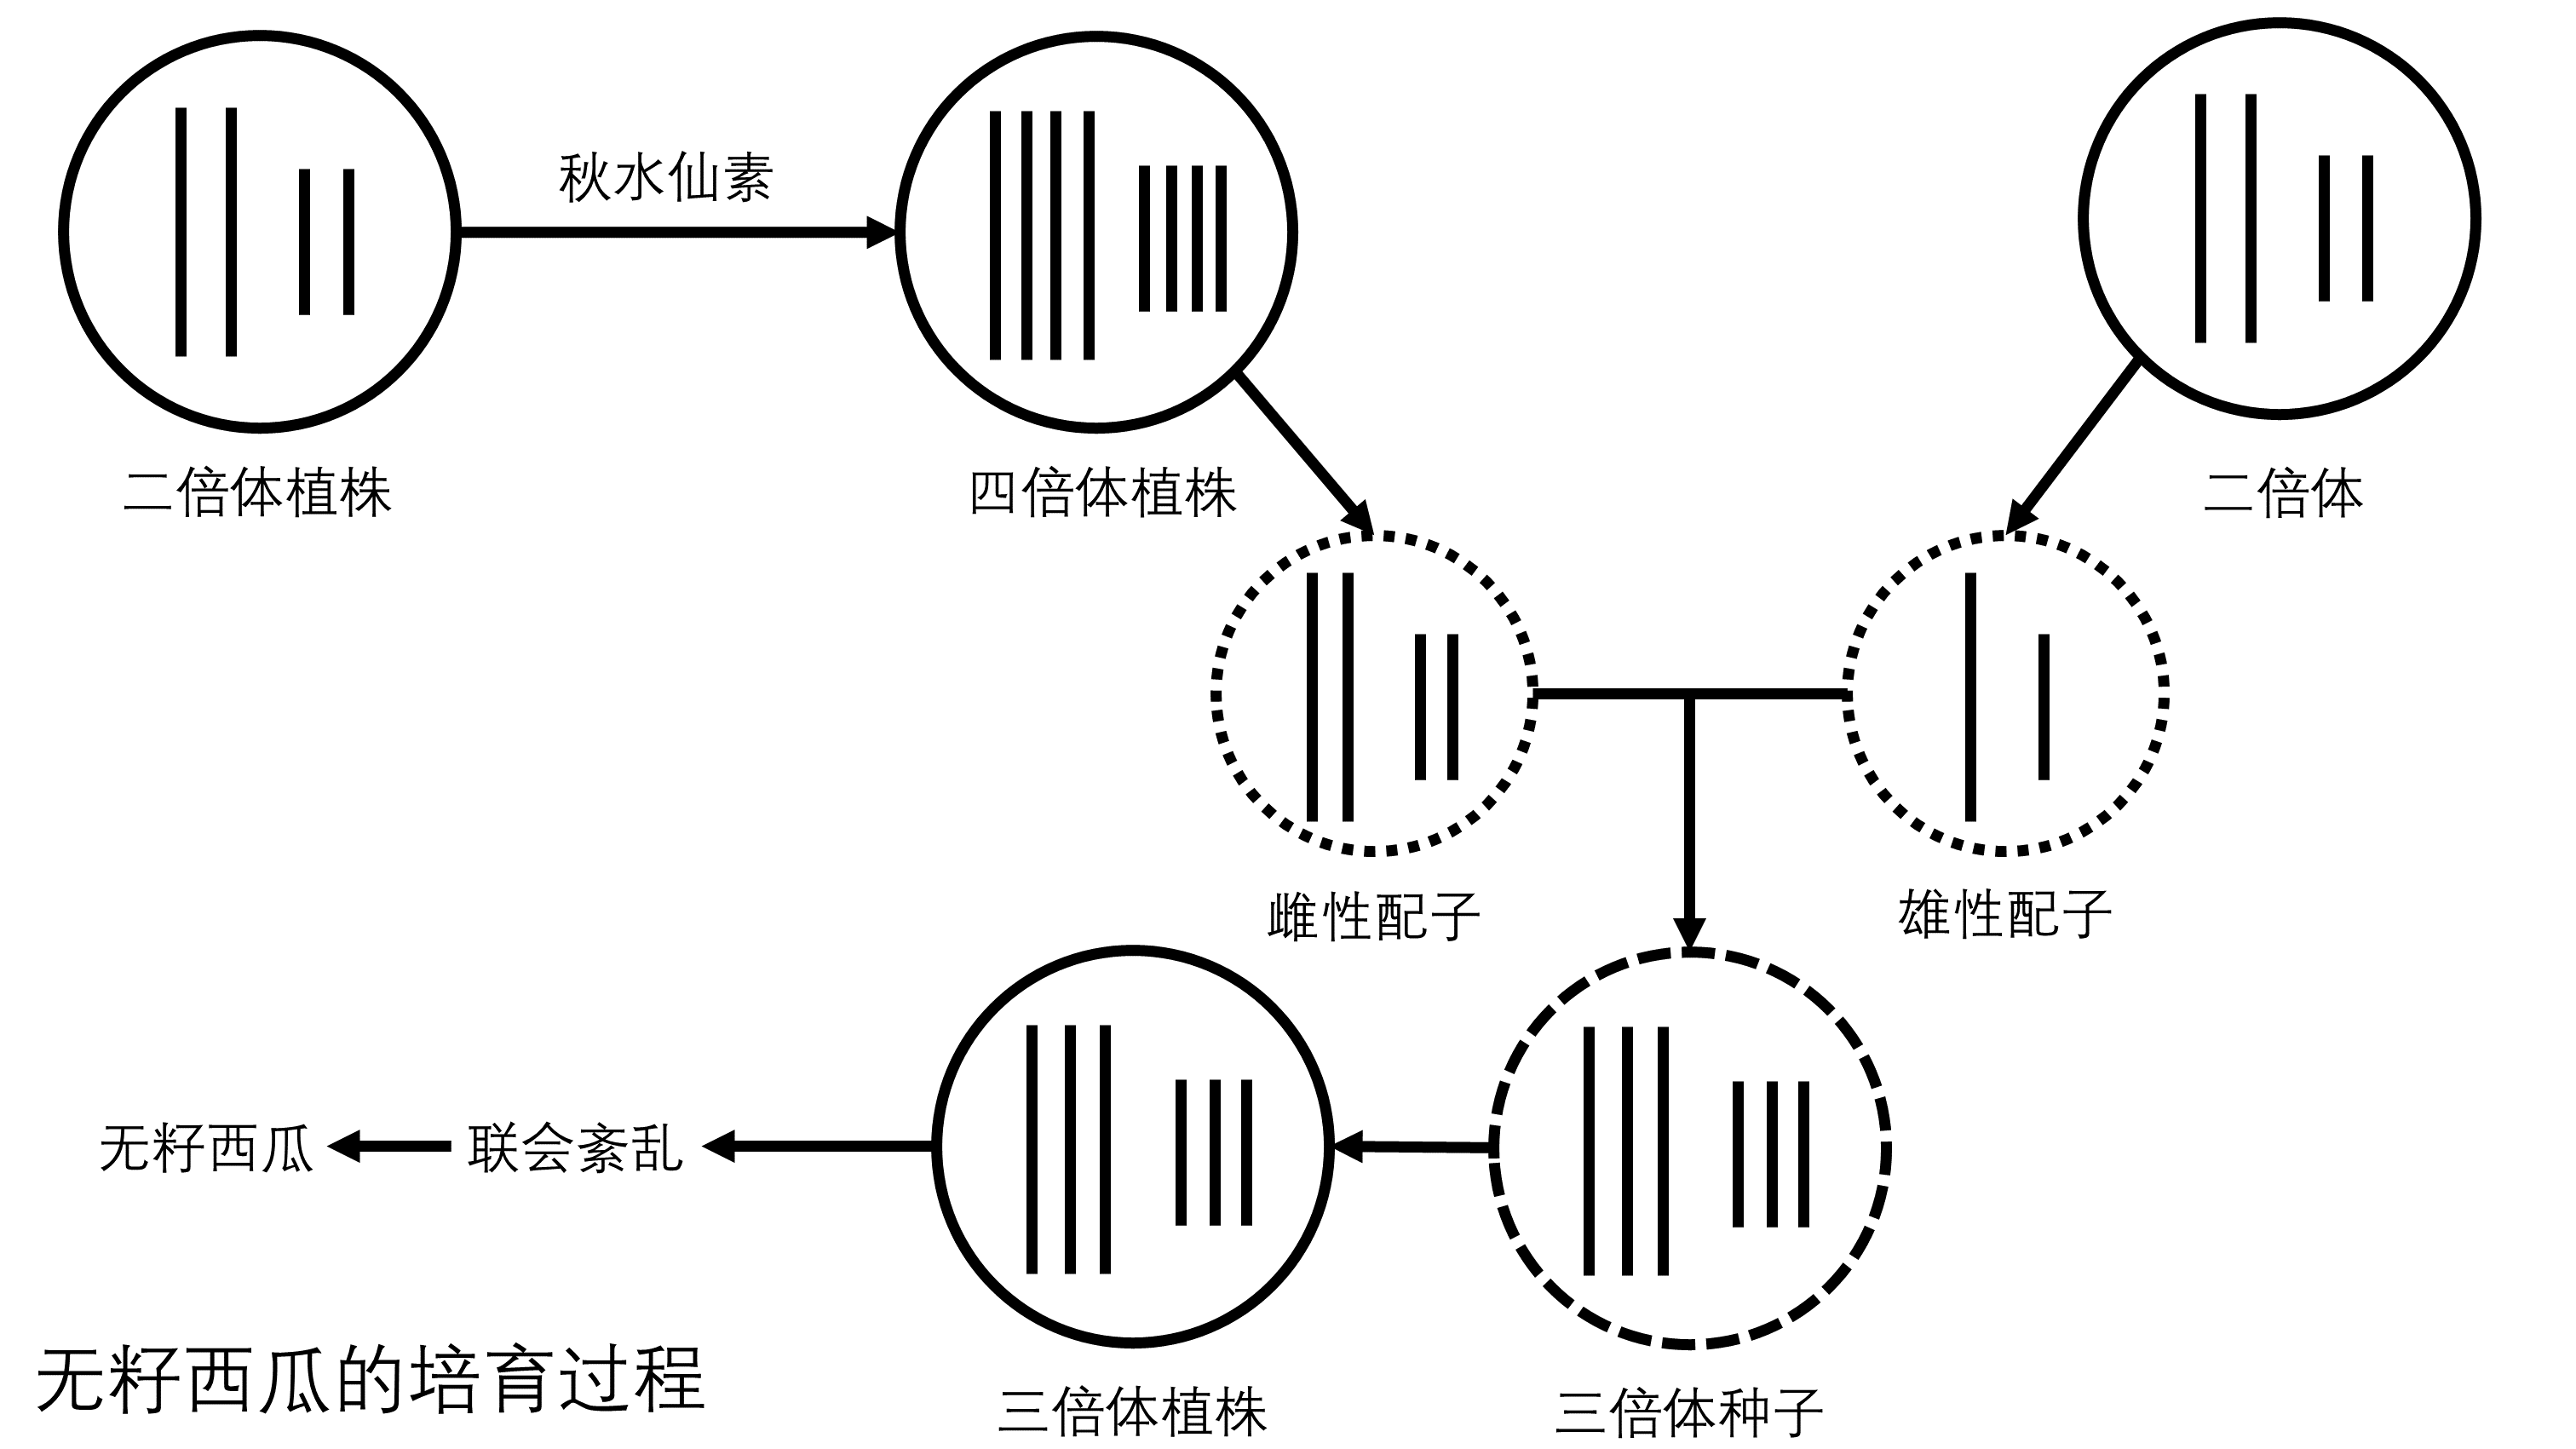 秋水仙素
二倍体植株
四倍体植株
二倍体
雌性配子
雄性配子
无籽西瓜
联会紊乱
三倍体植株
三倍体种子
无籽西瓜的培育过程